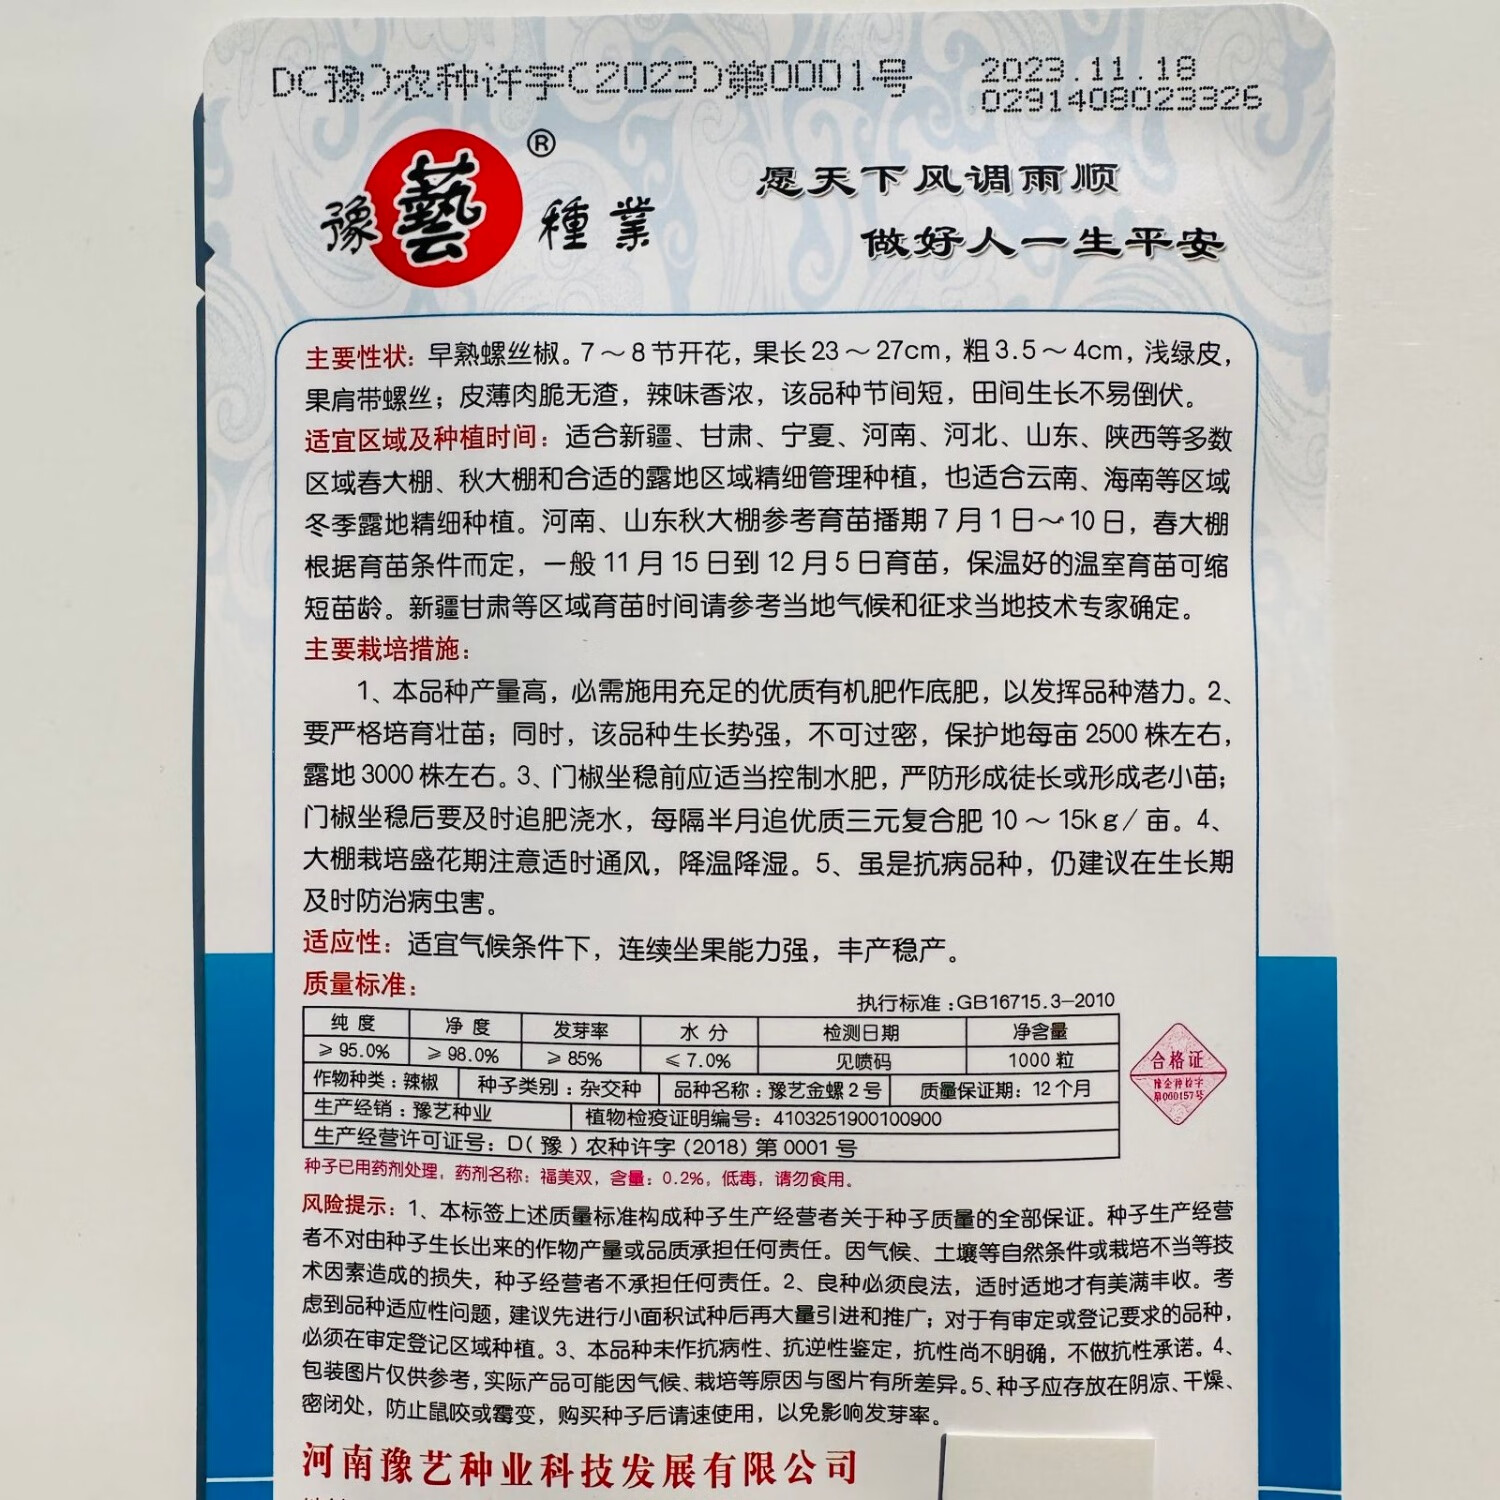 D(豫)农种许字(2023)第0001号
2023.11.18
0291408023326
豫藝種業
®
愿天下风调雨顺
做好人一生平安
主要性状：早熟螺丝椒。7～8节开花，果长23～27cm，粗3.5～4cm，浅绿皮，
果肩带螺丝；皮薄肉脆无渣，辣味香浓，该品种节间短，田间生长不易倒伏。
适宜区域及种植时间：适合新疆、甘肃、宁夏、河南、河北、山东、陕西等多数
区域春大棚、秋大棚和合适的露地区域精细管理种植，也适合云南、海南等区域
冬季露地精细种植。河南、山东秋大棚参考育苗播期7月1日～10日，春大棚
根据育苗条件而定，一般11月15日到12月5日育苗，保温好的温室育苗可缩
短苗龄。新疆甘肃等区域育苗时间请参考当地气候和征求当地技术专家确定。
主要栽培措施：
1、本品种产量高，必需施用充足的优质有机肥作底肥，以发挥品种潜力。2、
要严格培育壮苗；同时，该品种生长势强，不可过密，保护地每亩2500株左右，
露地3000株左右。3、门椒坐稳前应适当控制水肥，严防形成徒长或形成老小苗；
门椒坐稳后要及时追肥浇水，每隔半月追优质三元复合肥10～15kg/亩。4、
大棚栽培盛花期注意适时通风，降温降湿。5、虽是抗病品种，仍建议在生长期
及时防治病虫害。
适应性：适宜气候条件下，连续坐果能力强，丰产稳产。
质量标准：
执行标准：GB16715.3—2010
纯度 净度 发芽率 水分 检测日期 净含量
≥95.0% ≥98.0% ≥85% ≤7.0% 见喷码 1000粒
作物种类：辣椒 种子类别：杂交种 品种名称：豫艺金螺2号 质量保证期：12个月
生产经销：豫艺种业 植物检疫证明编号：4103251900100900
生产经营许可证号：D(豫)农种许字(2018)第0001号
合格证
第000157号
种子已用药剂处理，药剂名称：福美双，含量：0.2%，低毒，请勿食用。
风险提示：1、本标签上述质量标准构成种子生产经营者关于种子质量的全部保证。种子生产经营
者不对由种子生长出来的作物产量或品质承担任何责任。因气候、土壤等自然条件或栽培不当等技
术因素造成的损失，种子经营者不承担任何责任。2、良种必须良法，适时适地才有美满丰收。考
虑到品种适应性问题，建议先进行小面积试种后再大量引进和推广；对于有审定或登记要求的品种，
必须在审定登记区域种植。3、本品种未作抗病性、抗逆性鉴定，抗性尚不明确，不做抗性承诺。4、
包装图片仅供参考，实际产品可能因气候、栽培等原因与图片有所差异。5、种子应存放在阴凉、干燥、
密闭处，防止鼠咬或霉变，购买种子后请速使用，以免影响发芽率。
河南豫艺种业科技发展有限公司